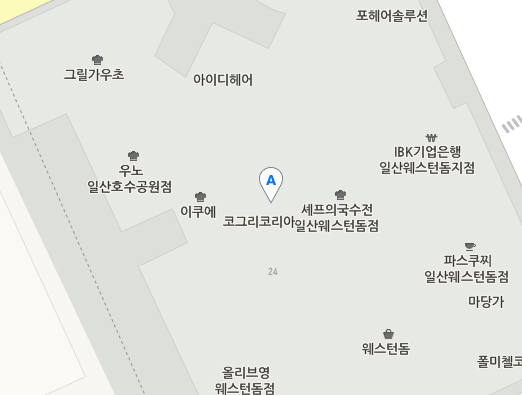 포헤어솔루션
그릴가우초
아이디헤어
IBK기업은행
일산웨스턴돔지점
우노
일산호수공원점
A
이쿠에
셰프의국수전
일산웨스턴돔점
코그리코리아
파스쿠찌
일산웨스턴돔점
24
마당가
웨스턴돔
폴미첼코
올리브영
웨스턴돔점